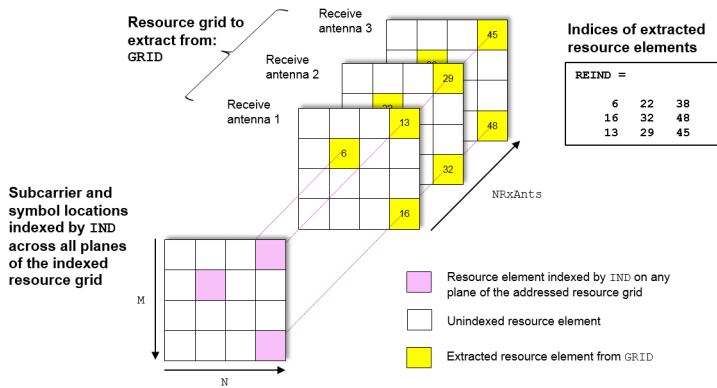 Resource grid to
extract from:
GRID
Receive
antenna 3
Receive
antenna 2
Receive
antenna 1
45
29
13
6
48
32
16
NRxAnts
Indices of extracted
resource elements
REIND =
6 22 38
16 32 48
13 29 45
Subcarrier and
symbol locations
indexed by IND
across all planes
of the indexed
resource grid
M
N
Resource element indexed by IND on any
plane of the addressed resource grid
Unindexed resource element
Extracted resource element from GRID